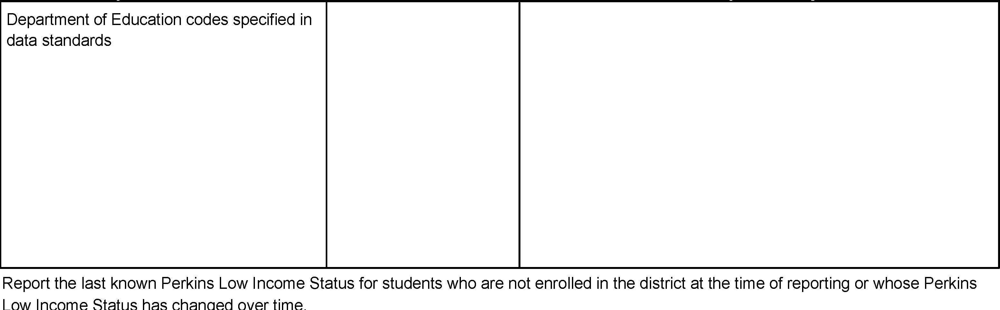 Department of Education codes specified in
data standards
Report the last known Perkins Low Income Status for students who are not enrolled in the district at the time of reporting or whose Perkins
Low Income Status has changed over time.